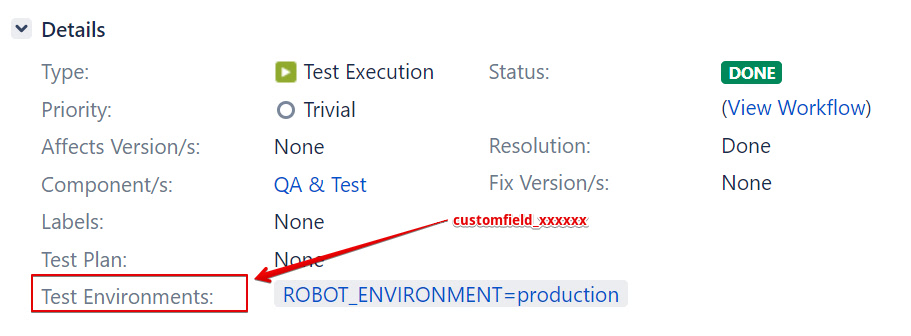 Details
Type: Test Execution Status: DONE
Priority: Trivial (View Workflow)
Affects Version/s: None Resolution: Done
Component/s: QA & Test Fix Version/s: None
Labels: None customfield_xxxxxx
Test Plan: None
Test Environments: ROBOT_ENVIRONMENT=production